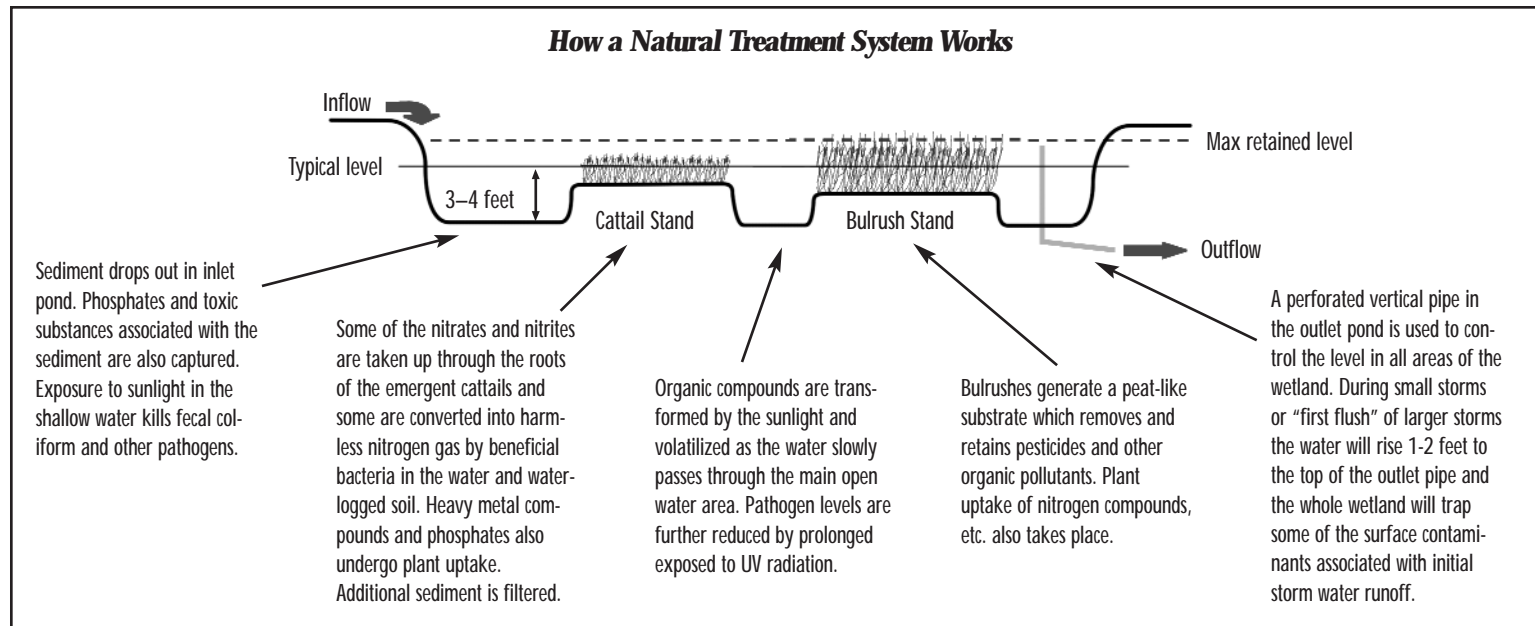 How a Natural Treatment System Works
Inflow
Max retained level
Typical level
3–4 feet
Cattail Stand
Bulrush Stand
Outflow
Sediment drops out in inlet
pond. Phosphates and toxic
substances associated with the
sediment are also captured.
Exposure to sunlight in the
shallow water kills fecal col-
iform and other pathogens.
Some of the nitrates and nitrites
are taken up through the roots
of the emergent cattails and
some are converted into harm-
less nitrogen gas by beneficial
bacteria in the water and water-
logged soil. Heavy metal com-
pounds and phosphates also
undergo plant uptake.
Additional sediment is filtered.
Organic compounds are trans-
formed by the sunlight and
volatilized as the water slowly
passes through the main open
water area. Pathogen levels are
further reduced by prolonged
exposed to UV radiation.
Bulrushes generate a peat-like
substrate which removes and
retains pesticides and other
organic pollutants. Plant
uptake of nitrogen compounds,
etc. also takes place.
A perforated vertical pipe in
the outlet pond is used to con-
trol the level in all areas of the
wetland. During small storms
or “first flush” of larger storms
the water will rise 1-2 feet to
the top of the outlet pipe and
the whole wetland will trap
some of the surface contami-
nants associated with initial
storm water runoff.